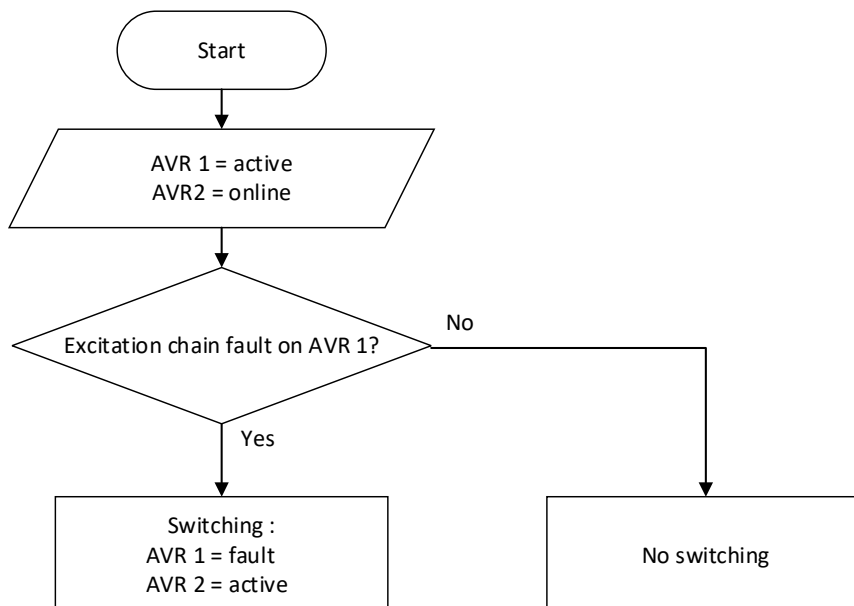 Start
AVR 1 = active
AVR2 = online
Excitation chain fault on AVR 1?
No
Yes
Switching :
AVR 1 = fault
AVR 2 = active
No switching